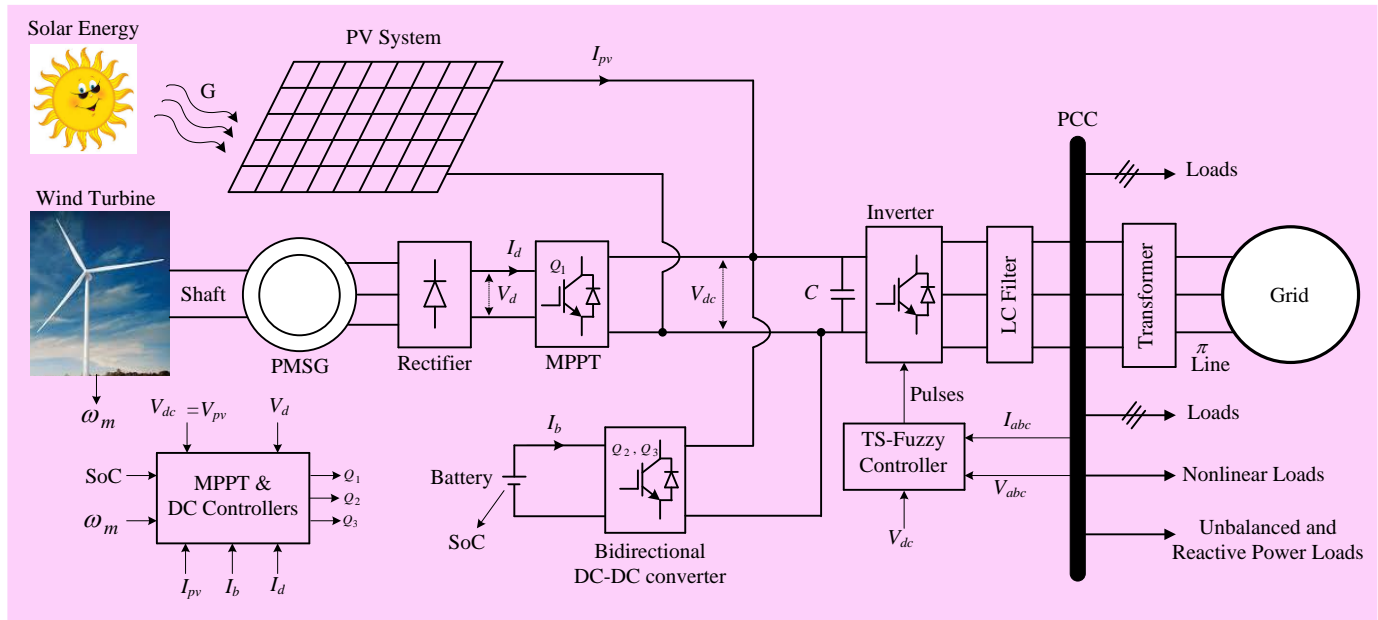 Solar Energy
PV System
G
I_pv
PCC
Loads
Wind Turbine
Inverter
Shaft
PMSG
Rectifier
I_d
V_d
Q_1
MPPT
V_dc
C
LC Filter
Transformer
Grid
π
Line
ω_m
Pulses
Loads
V_dc = V_pv
V_d
SoC
ω_m
MPPT &
DC Controllers
Q_1
Q_2
Q_3
I_pv
I_b
I_d
Battery
SoC
I_b
Q_2 , Q_3
Bidirectional
DC-DC converter
TS-Fuzzy
Controller
I_abc
V_abc
V_dc
Nonlinear Loads
Unbalanced and
Reactive Power Loads